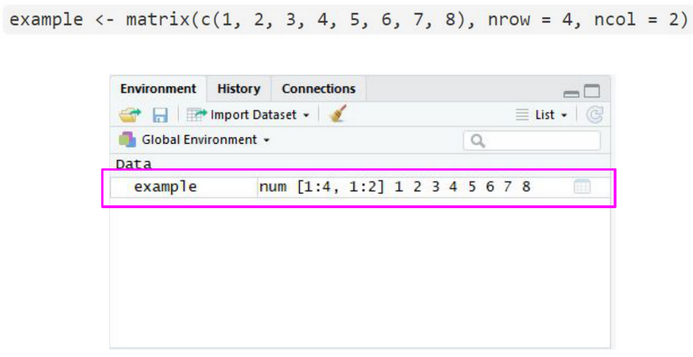 example <- matrix(c(1, 2, 3, 4, 5, 6, 7, 8), nrow = 4, ncol = 2)
Environment History Connections
Import Dataset List
Global Environment
Data
example num [1:4, 1:2] 1 2 3 4 5 6 7 8